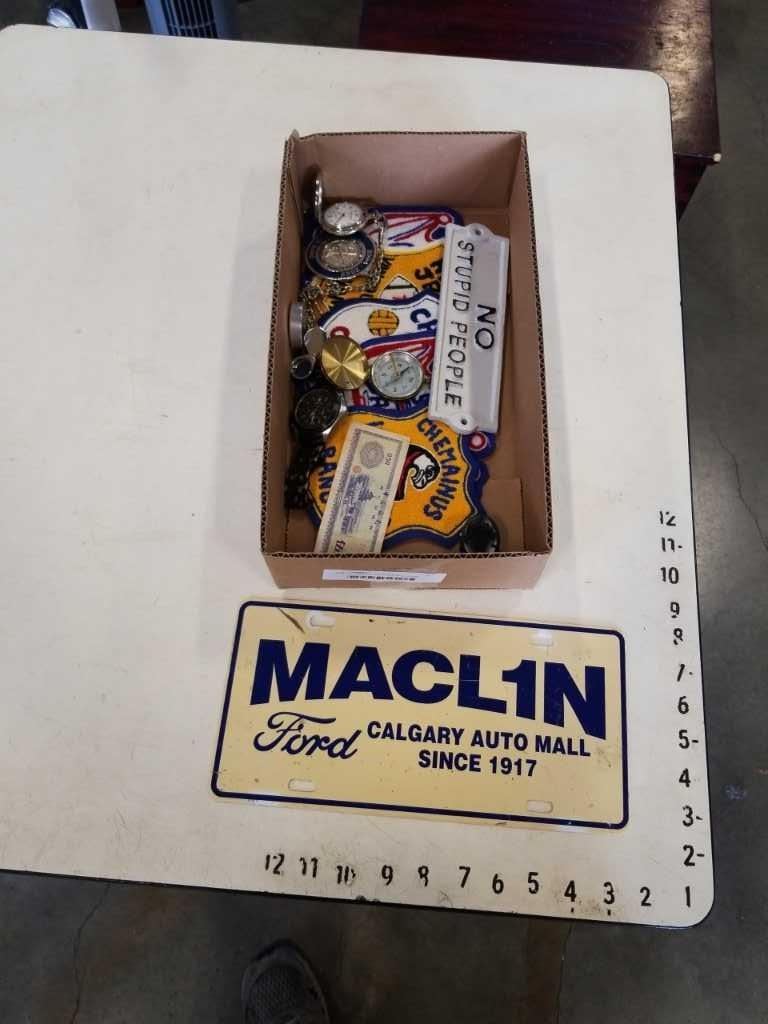 NO
STUPID PEOPLE
CHEMAINUS
MACL1N
Ford CALGARY AUTO MALL
SINCE 1917
12
11-
10
9
8
7-
6
5-
4
3-
2-
12 11 10 9 8 7 6 5 4 3 2 1